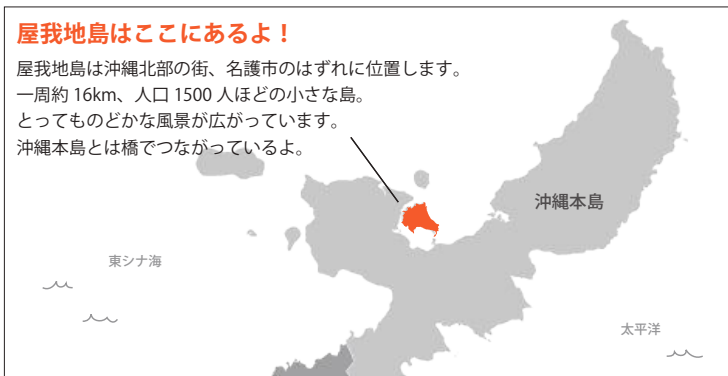 屋我地島はここにあるよ！
屋我地島は沖縄北部の街、名護市のはずれに位置します。
一周約 16km、人口 1500 人ほどの小さな島。
とってものどかな風景が広がっています。
沖縄本島とは橋でつながっているよ。
沖縄本島
東シナ海
太平洋